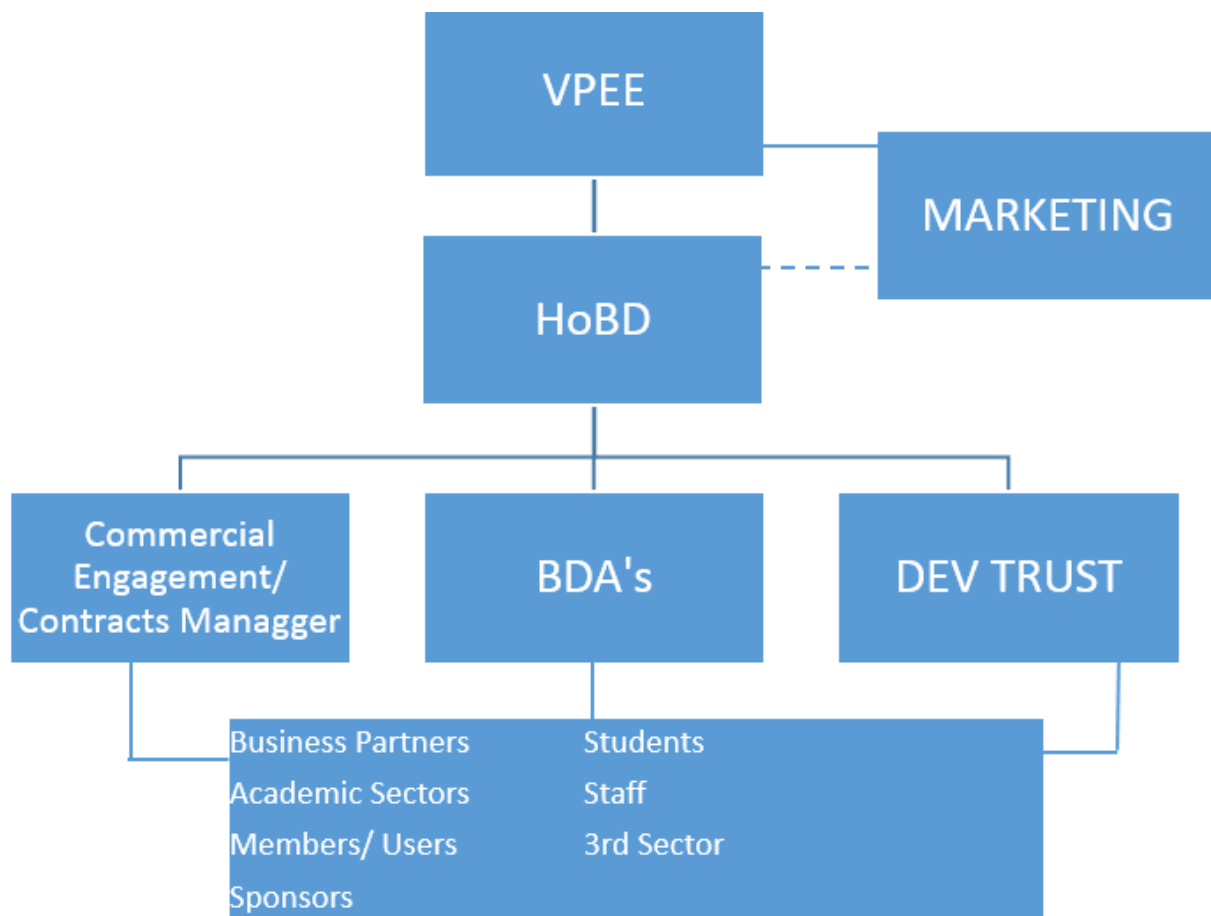 VPEE
MARKETING
HoBD
Commercial
Engagement/
Contracts Managger
BDA's
DEV TRUST
Business Partners
Students
Academic Sectors
Staff
Members/ Users
3rd Sector
Sponsors